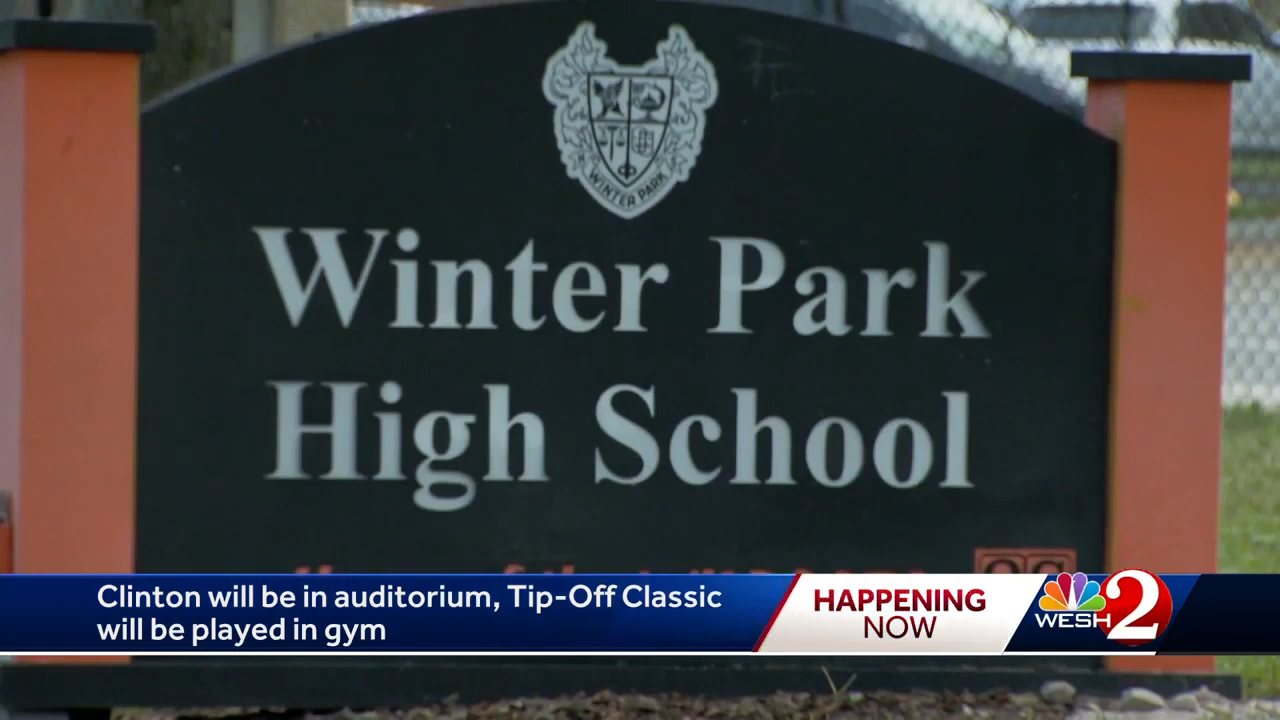 WINTER PARK
Winter Park
High School
Clinton will be in auditorium, Tip-Off Classic
will be played in gym
HAPPENING
NOW
WESH 2